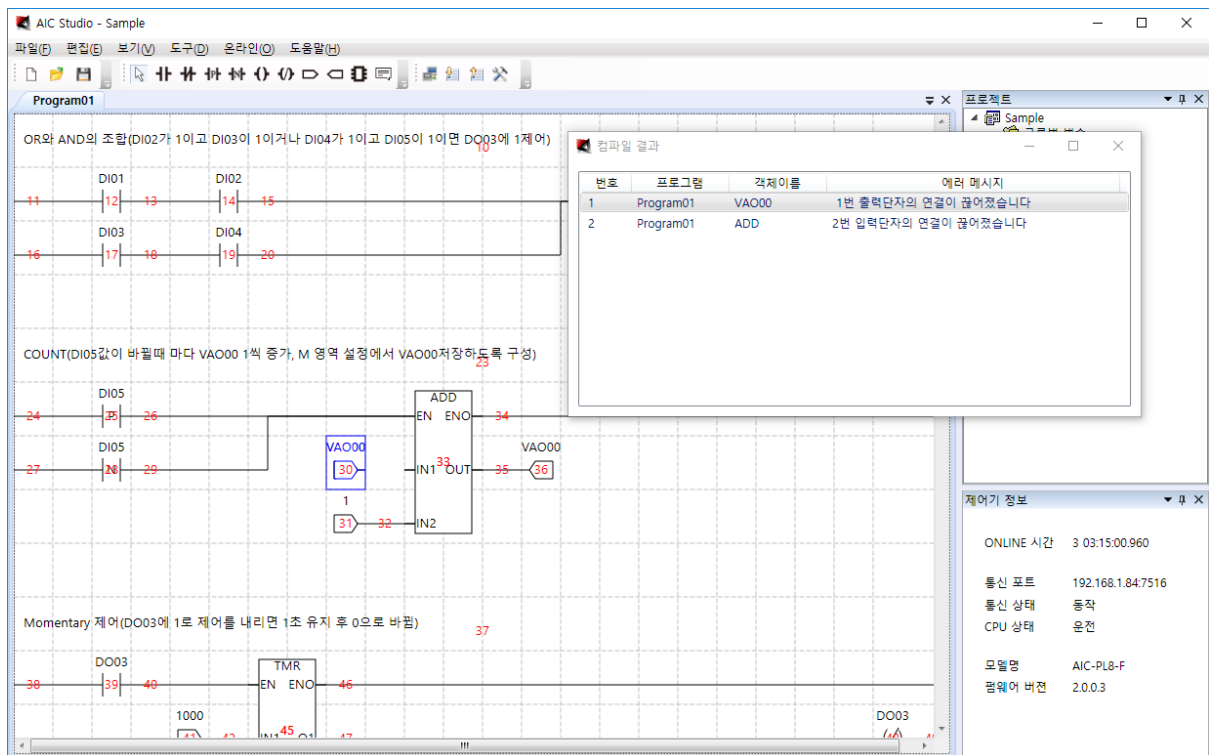 AIC Studio - Sample
파일(F) 편집(E) 보기(V) 도구(D) 온라인(O) 도움말(H)
Program01
OR와 AND의 조합(DI02가 1이고 DI03이 1이거나 DI04가 1이고 DI05이 1이면 DO03에 1제어)
10
DI01 DI02
11 12 13 14 15
DI03 DI04
16 17 18 19 20
COUNT(DI05값이 바뀔때 마다 VAO00 1씩 증가, M 영역 설정에서 VAO00저장하도록 구성)
23
DI05 ADD
24 25 P 26 EN ENO 34
DI05 VAO00 VAO00
27 28 N 29 30 IN1 33 OUT 35 36
1
31 32 IN2
Momentary 제어(DO03에 1로 제어를 내리면 1초 유지 후 0으로 바뀜)
37
DO03 TMR
38 39 40 EN ENO 46
1000 DO03
41 42 IN1 45 O1 47
컴파일 결과
번호 프로그램 객체이름 에러 메시지
1 Program01 VAO00 1번 출력단자의 연결이 끊어졌습니다
2 Program01 ADD 2번 입력단자의 연결이 끊어졌습니다
프로젝트
Sample
제어기 정보
ONLINE 시간 3 03:15:00.960
통신 포트 192.168.1.84:7516
통신 상태 동작
CPU 상태 운전
모델명 AIC-PL8-F
펌웨어 버전 2.0.0.3